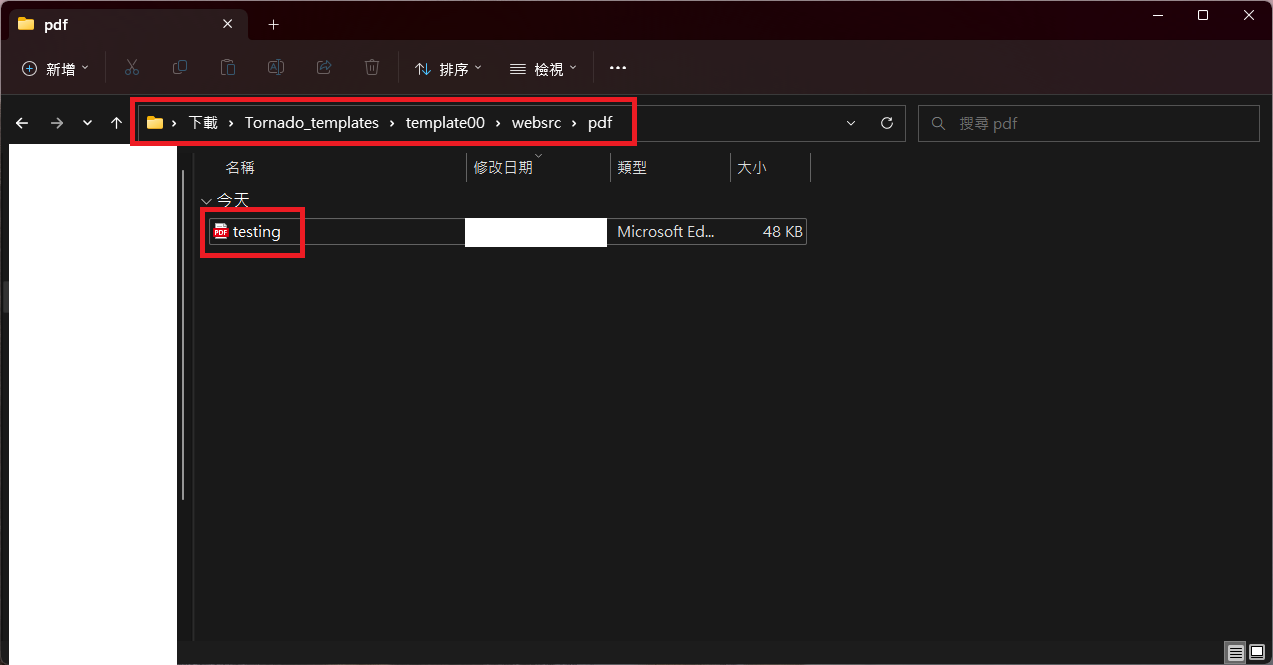 pdf
新增
排序
檢視
下載 › Tornado_templates › template00 › websrc › pdf
搜尋 pdf
名稱 修改日期 類型 大小
今天
PDF testing Microsoft Ed... 48 KB